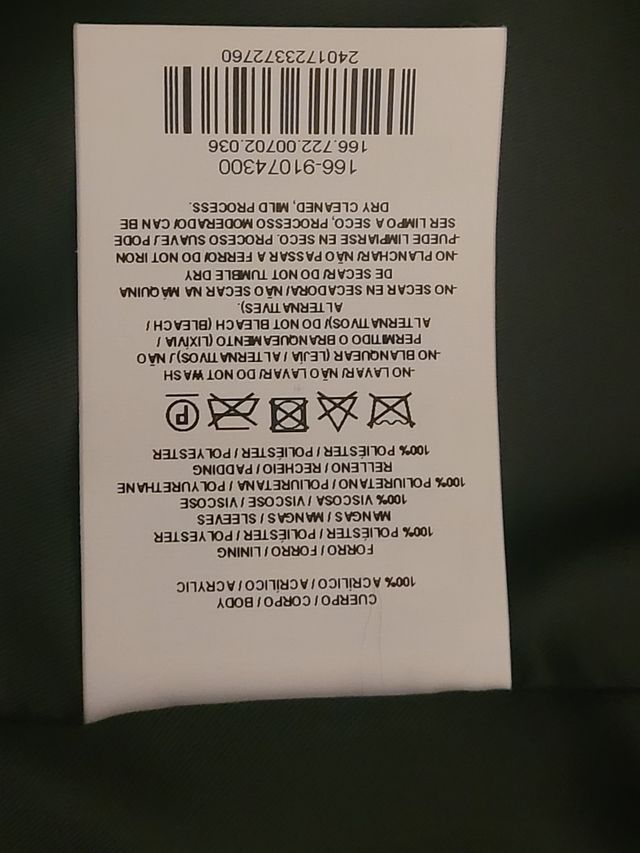 CUERPO / CORPO / BODY
100% ACRÍLICO / ACRÍLICO / ACRYLIC
FORRO / FORRO / LINING
100% POLIÉSTER / POLIÉSTER / POLYESTER
MANGAS / MANGAS / SLEEVES
100% VISCOSA / VISCOSE / VISCOSE
100% POLIURETANO / POLIURETANA / POLYURETHANE
RELLENO / RECHEIO / PADDING
100% POLIÉSTER / POLIÉSTER / POLYESTER
P
-NO LAVAR/ NÃO LAVAR/ DO NOT WASH
-NO BLANQUEAR (LEJÍA / ALTERNATIVOS) / NÃO
PERMITIDO O BRANQUEAMENTO (LIXÍVIA /
ALTERNATIVOS)/ DO NOT BLEACH (BLEACH /
ALTERNATIVES).
-NO SECAR EN SECADORA/ NÃO SECAR NA MÁQUINA
DE SECAR/ DO NOT TUMBLE DRY
-NO PLANCHAR/ NÃO PASSAR A FERRO/ DO NOT IRON
-PUEDE LIMPIARSE EN SECO. PROCESO SUAVE/ PODE
SER LIMPO A SECO, PROCESSO MODERADO/ CAN BE
DRY CLEANED, MILD PROCESS.
166-91074300
166.722.00702.036
2401723372760